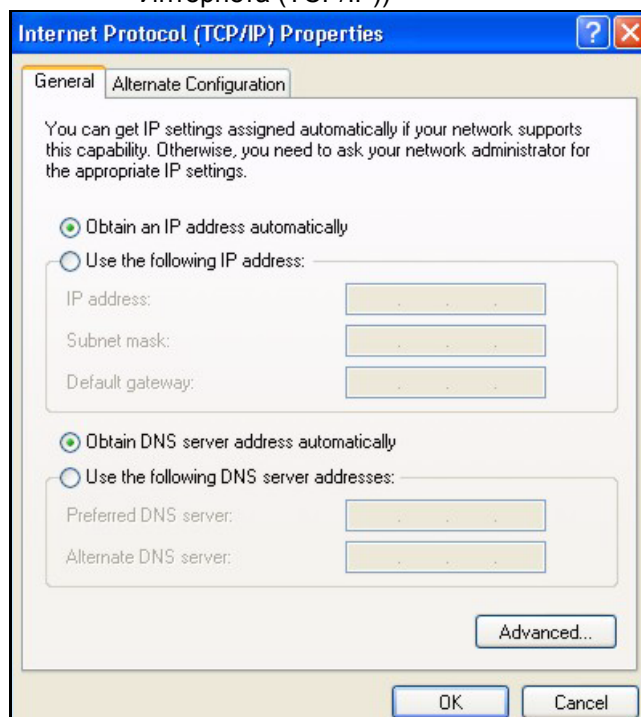 Интернета (TCP/IP))
Internet Protocol (TCP/IP) Properties
General
Alternate Configuration
You can get IP settings assigned automatically if your network supports
this capability. Otherwise, you need to ask your network administrator for
the appropriate IP settings.
Obtain an IP address automatically
Use the following IP address:
IP address:
Subnet mask:
Default gateway:
Obtain DNS server address automatically
Use the following DNS server addresses:
Preferred DNS server:
Alternate DNS server:
Advanced...
OK
Cancel